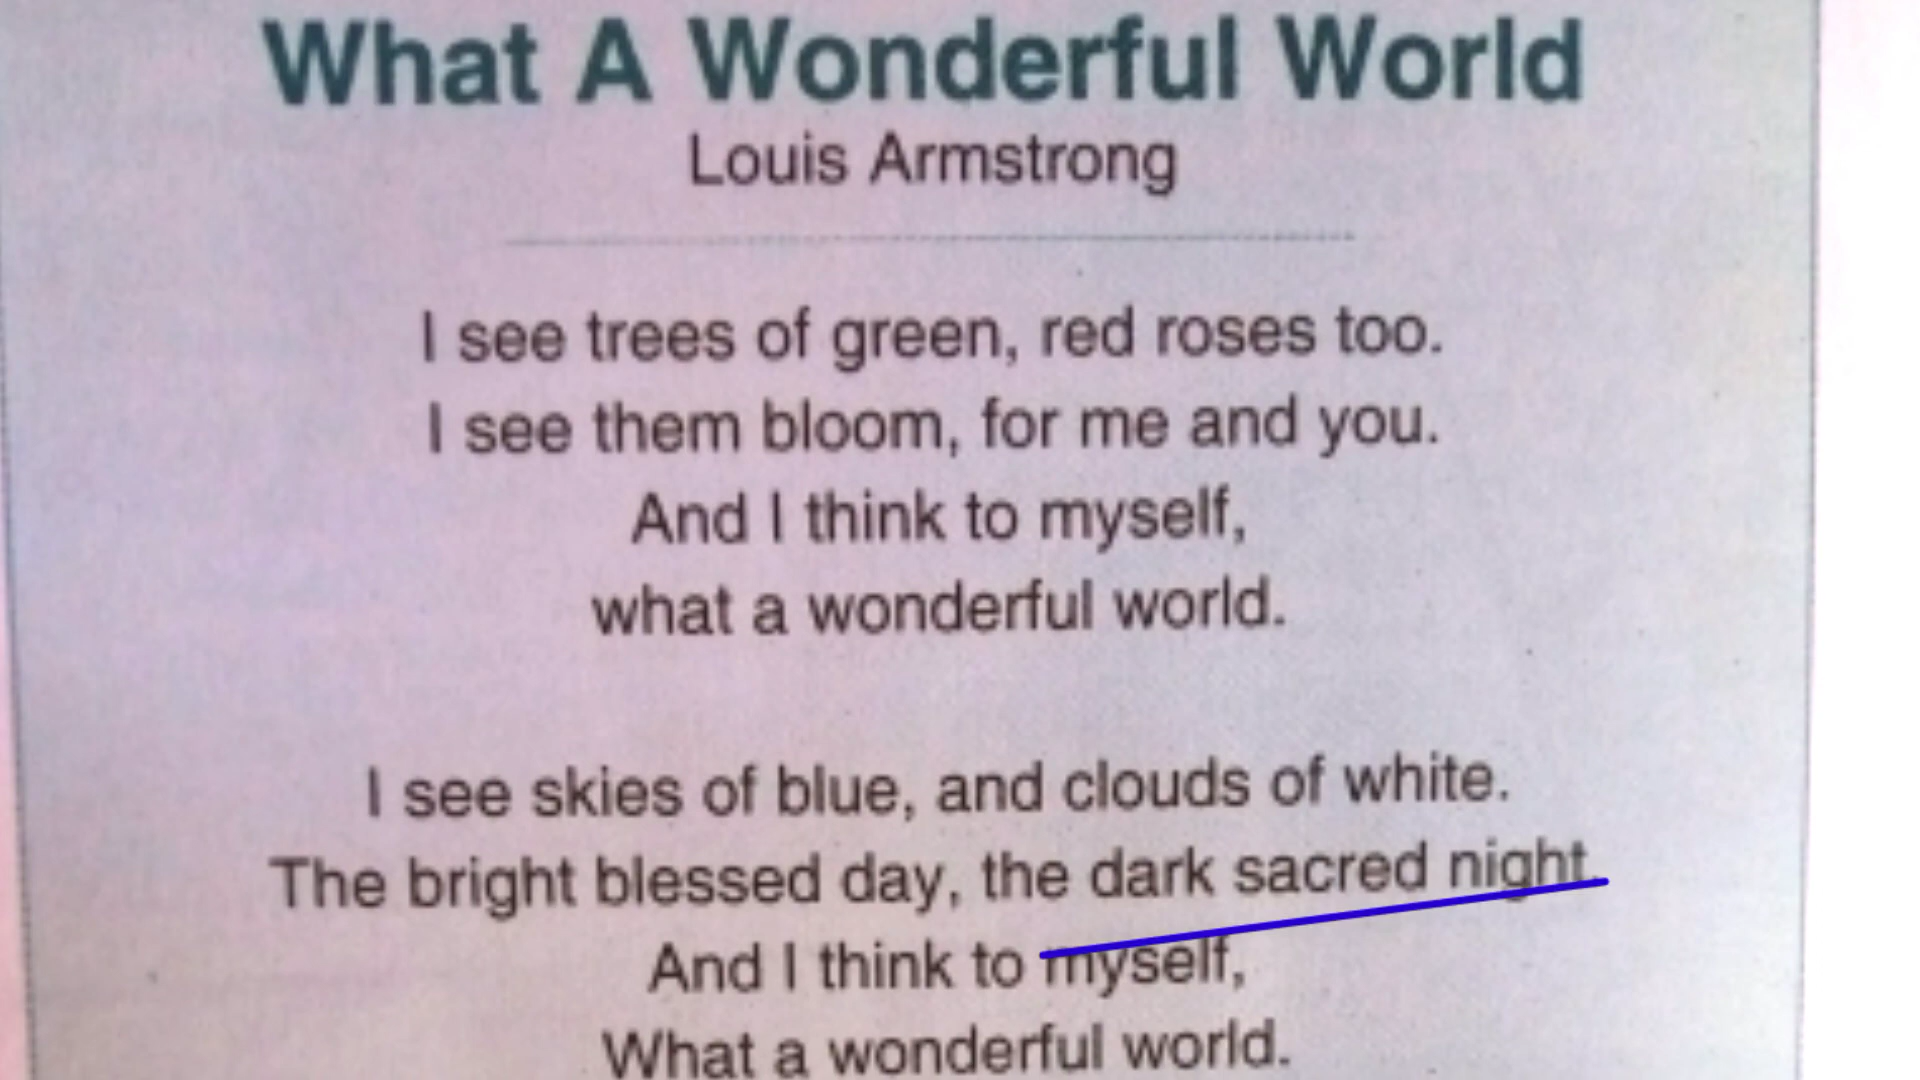 What A Wonderful World
Louis Armstrong
I see trees of green, red roses too.
I see them bloom, for me and you.
And I think to myself,
what a wonderful world.
I see skies of blue, and clouds of white.
The bright blessed day, the dark sacred night.
And I think to myself,
What a wonderful world.